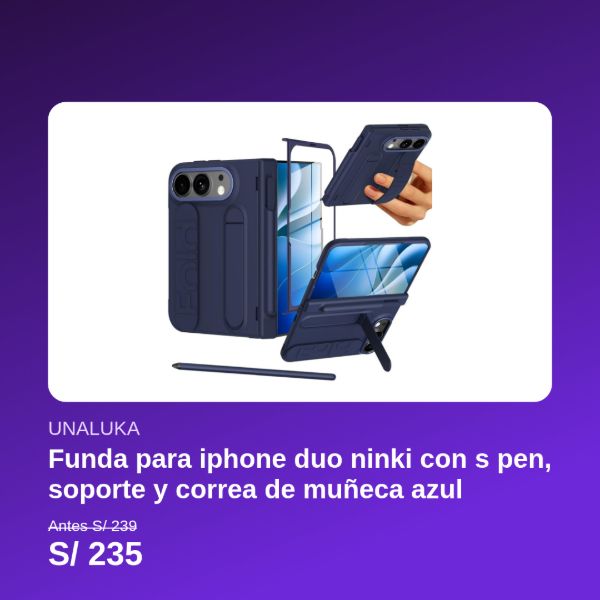 UNALUKA
Funda para iphone duo ninki con s pen,
soporte y correa de muñeca azul
Antes S/ 239
S/ 235